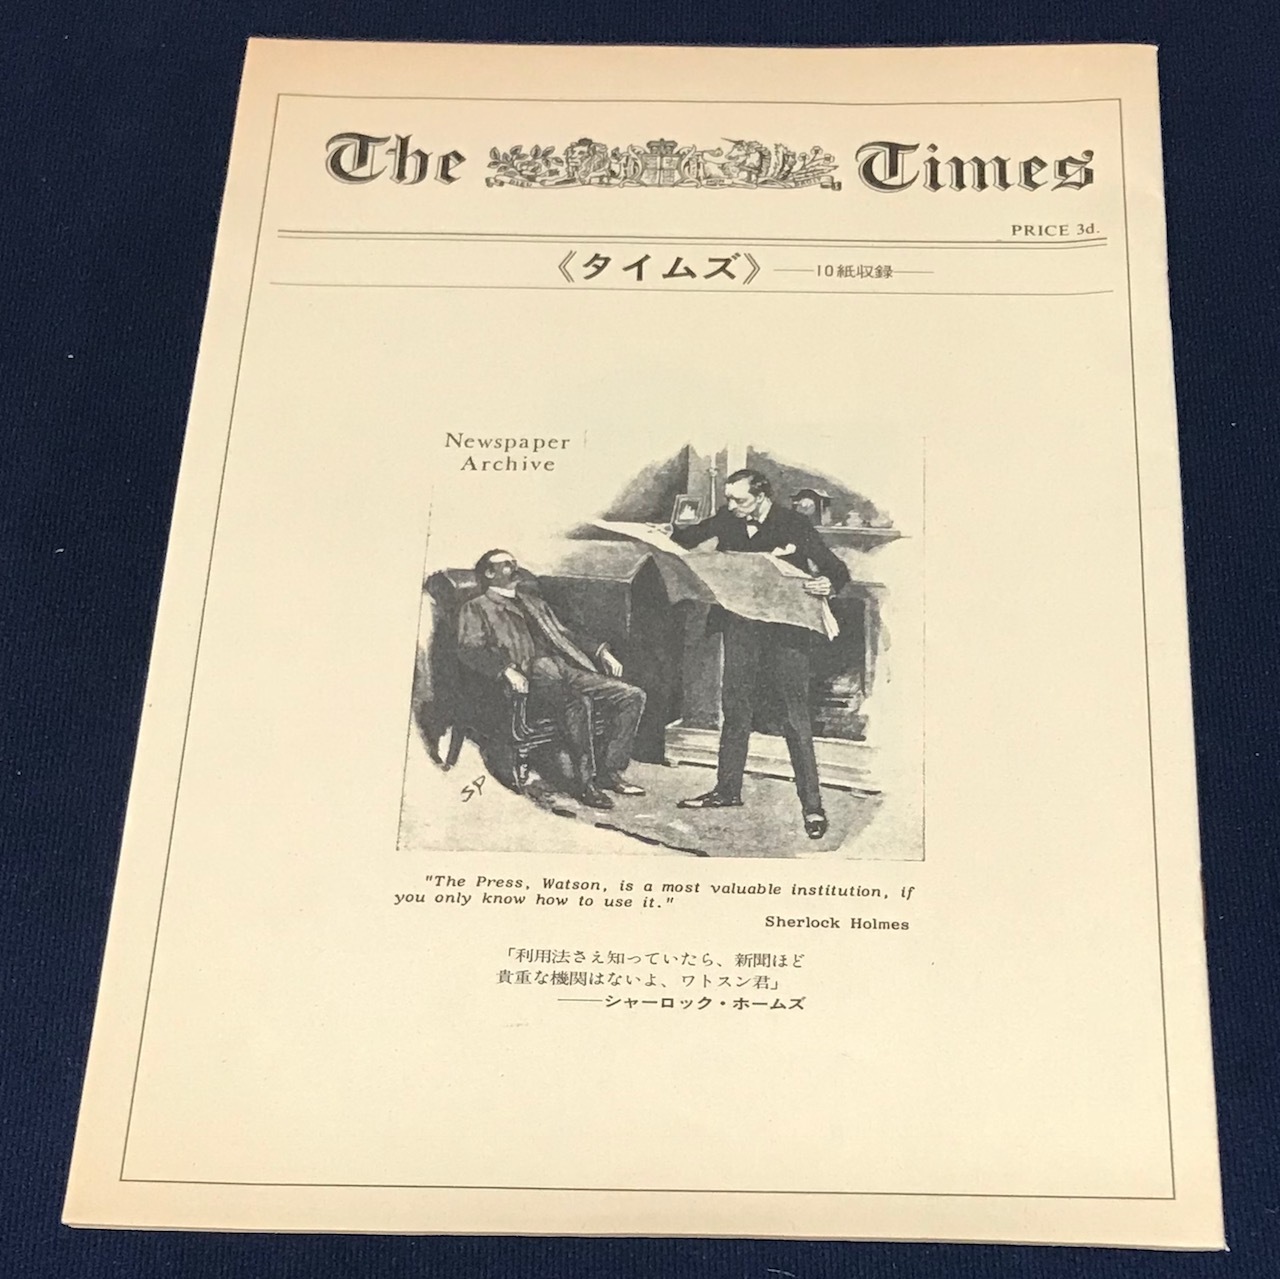 The Times
PRICE 3d.
《タイムズ》──10紙収録──
Newspaper
Archive
SP
"The Press, Watson, is a most valuable institution, if
you only know how to use it."
Sherlock Holmes
「利用法さえ知っていたら、新聞ほど
貴重な機関はないよ、ワトスン君」
──シャーロック・ホームズ